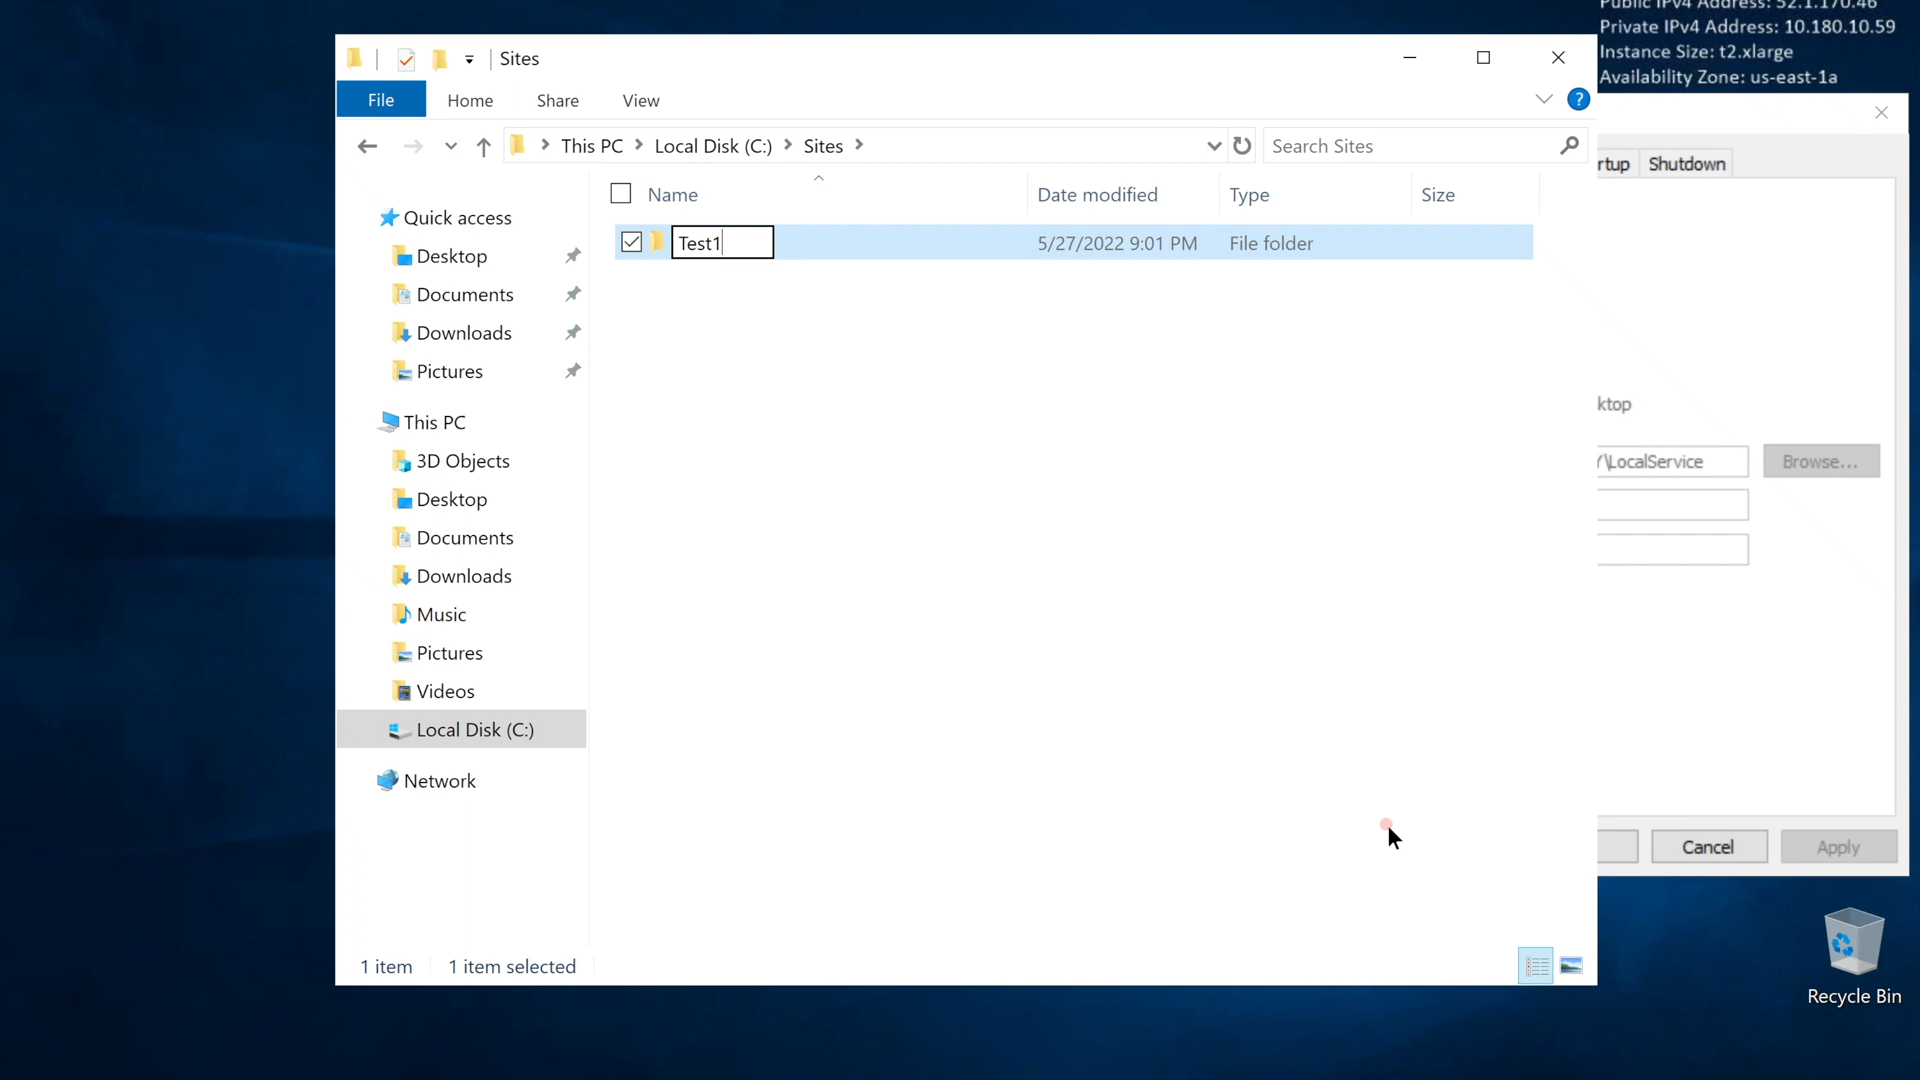 Public IPv4 Address: 52.1.170.46
Private IPv4 Address: 10.180.10.59
Instance Size: t2.xlarge
Availability Zone: us-east-1a
Sites
File Home Share View
This PC Local Disk (C:) Sites
Search Sites
Name Date modified Type Size
Test1 5/27/2022 9:01 PM File folder
Quick access
Desktop
Documents
Downloads
Pictures
This PC
3D Objects
Desktop
Documents
Downloads
Music
Pictures
Videos
Local Disk (C:)
Network
1 item 1 item selected
rtup Shutdown
ktop
Y\LocalService Browse...
Cancel Apply
Recycle Bin